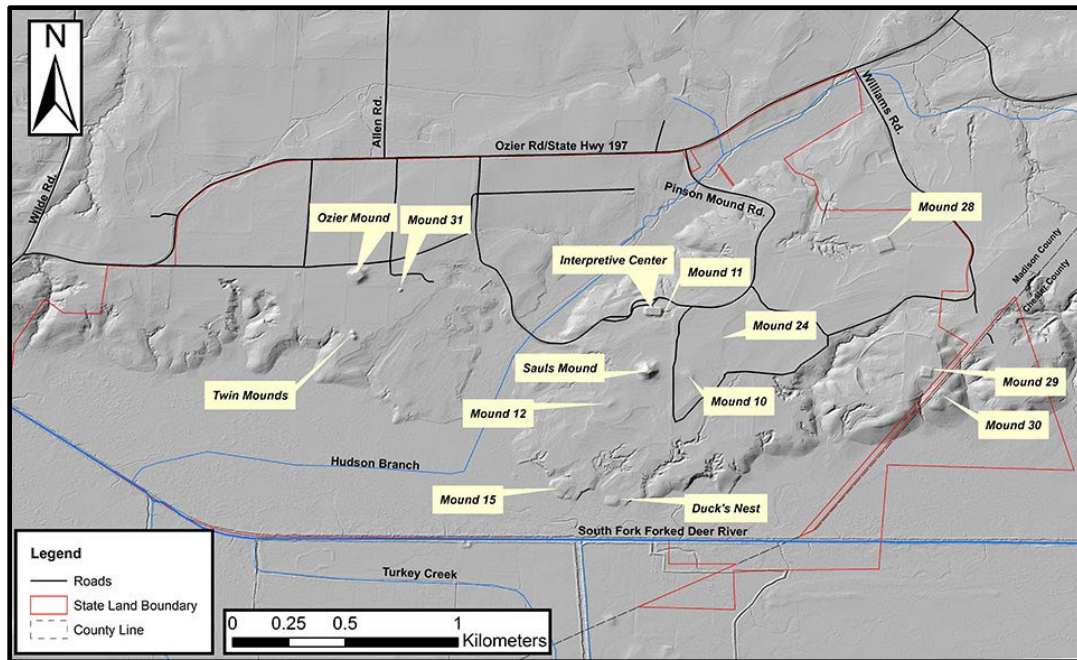 N
Wilde Rd.
Allen Rd.
Ozier Rd/State Hwy 197
Williams Rd.
Pinson Mound Rd.
Ozier Mound
Mound 31
Mound 28
Interpretive Center
Mound 11
Madison County
Chester County
Mound 24
Sauls Mound
Twin Mounds
Mound 29
Mound 12
Mound 10
Mound 30
Hudson Branch
Mound 15
Duck's Nest
South Fork Forked Deer River
Turkey Creek
Legend
Roads
State Land Boundary
County Line
0 0.25 0.5 1
Kilometers